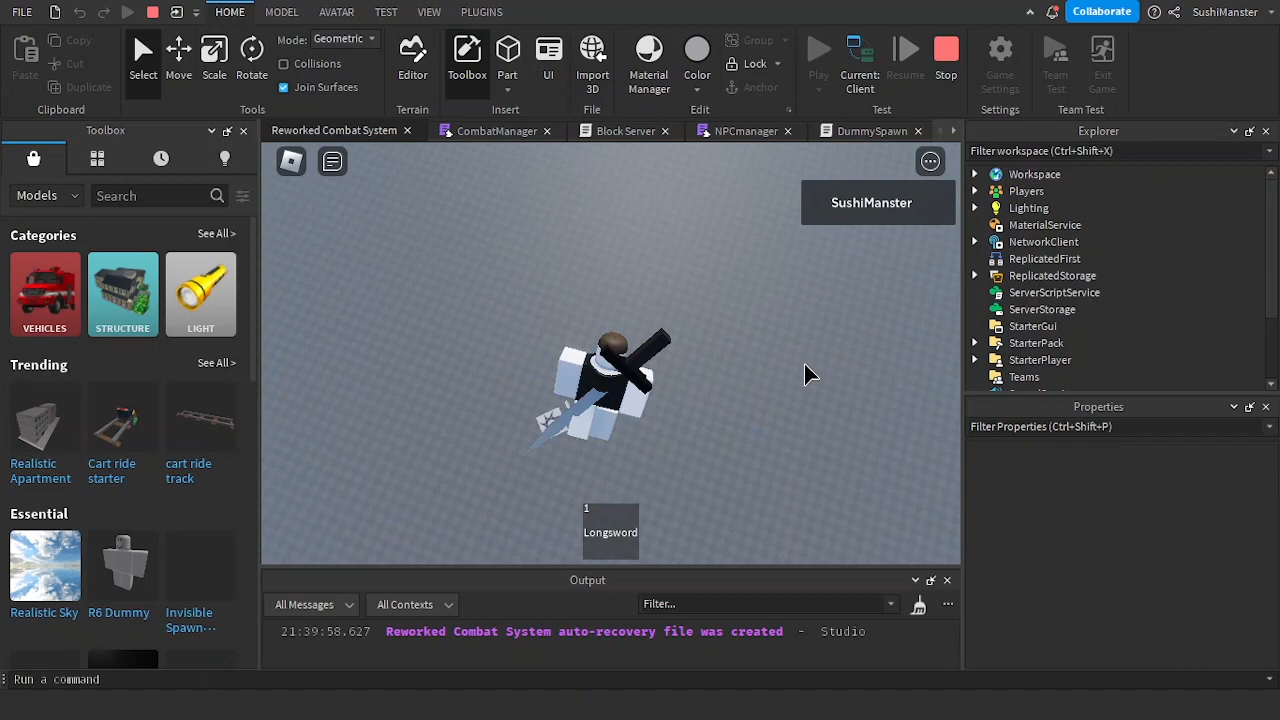 FILE HOME MODEL AVATAR TEST VIEW PLUGINS Collaborate SushiManster
Paste Copy Cut Duplicate Select Move Scale Rotate Mode: Geometric Collisions Join Surfaces Editor Toolbox Part UI Import 3D Material Manager Color Group Lock Anchor Play Current: Client Resume Stop Game Settings Team Test Exit Game
Clipboard Tools Terrain Insert File Edit Test Settings Team Test
Toolbox
Models Search
Categories See All >
VEHICLES STRUCTURE LIGHT
Trending See All >
Realistic Apartment Cart ride starter cart ride track
Essential See All >
Realistic Sky R6 Dummy Invisible Spawn···
Reworked Combat System × CombatManager × Block Server × NPCmanager × DummySpawn ×
SushiManster
1
Longsword
Output
All Messages All Contexts Filter...
21:39:58.627 Reworked Combat System auto-recovery file was created - Studio
Explorer
Filter workspace (Ctrl+Shift+X)
Workspace
Players
Lighting
MaterialService
NetworkClient
ReplicatedFirst
ReplicatedStorage
ServerScriptService
ServerStorage
StarterGui
StarterPack
StarterPlayer
Teams
Properties
Filter Properties (Ctrl+Shift+P)
Run a command